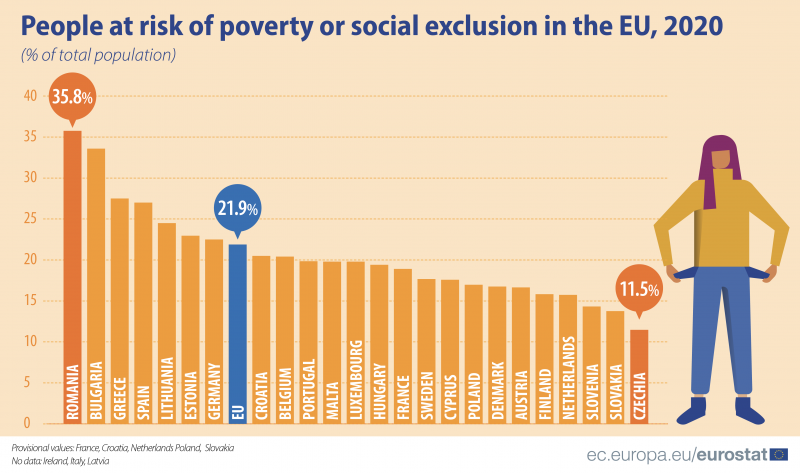 People at risk of poverty or social exclusion in the EU, 2020
(% of total population)
40
35
30
25
20
15
10
5
0
35.8%
21.9%
11.5%
ROMANIA
BULGARIA
GREECE
SPAIN
LITHUANIA
ESTONIA
GERMANY
EU
CROATIA
BELGIUM
PORTUGAL
MALTA
LUXEMBOURG
HUNGARY
FRANCE
SWEDEN
CYPRUS
POLAND
DENMARK
AUSTRIA
FINLAND
NETHERLANDS
SLOVENIA
SLOVAKIA
CZECHIA
Provisional values: France, Croatia, Netherlands Poland, Slovakia
No data: Ireland, Italy, Latvia
ec.europa.eu/eurostat